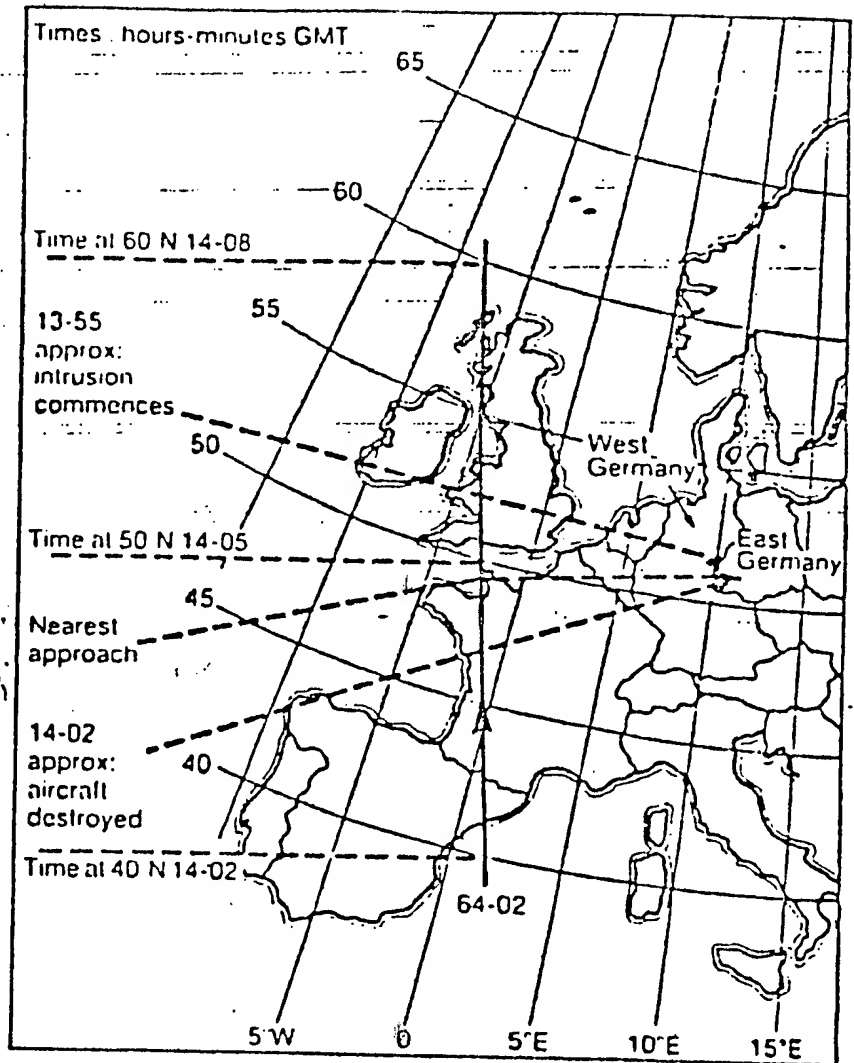 Times : hours-minutes GMT
65
60
Time at 60 N 14-08
13-55
approx:
intrusion
commences
55
50
West
Germany
Time at 50 N 14-05
East
Germany
45
Nearest
approach
14-02
approx:
aircraft
destroyed
40
Time at 40 N 14-02
64-02
5°W
0
5°E
10°E
15°E